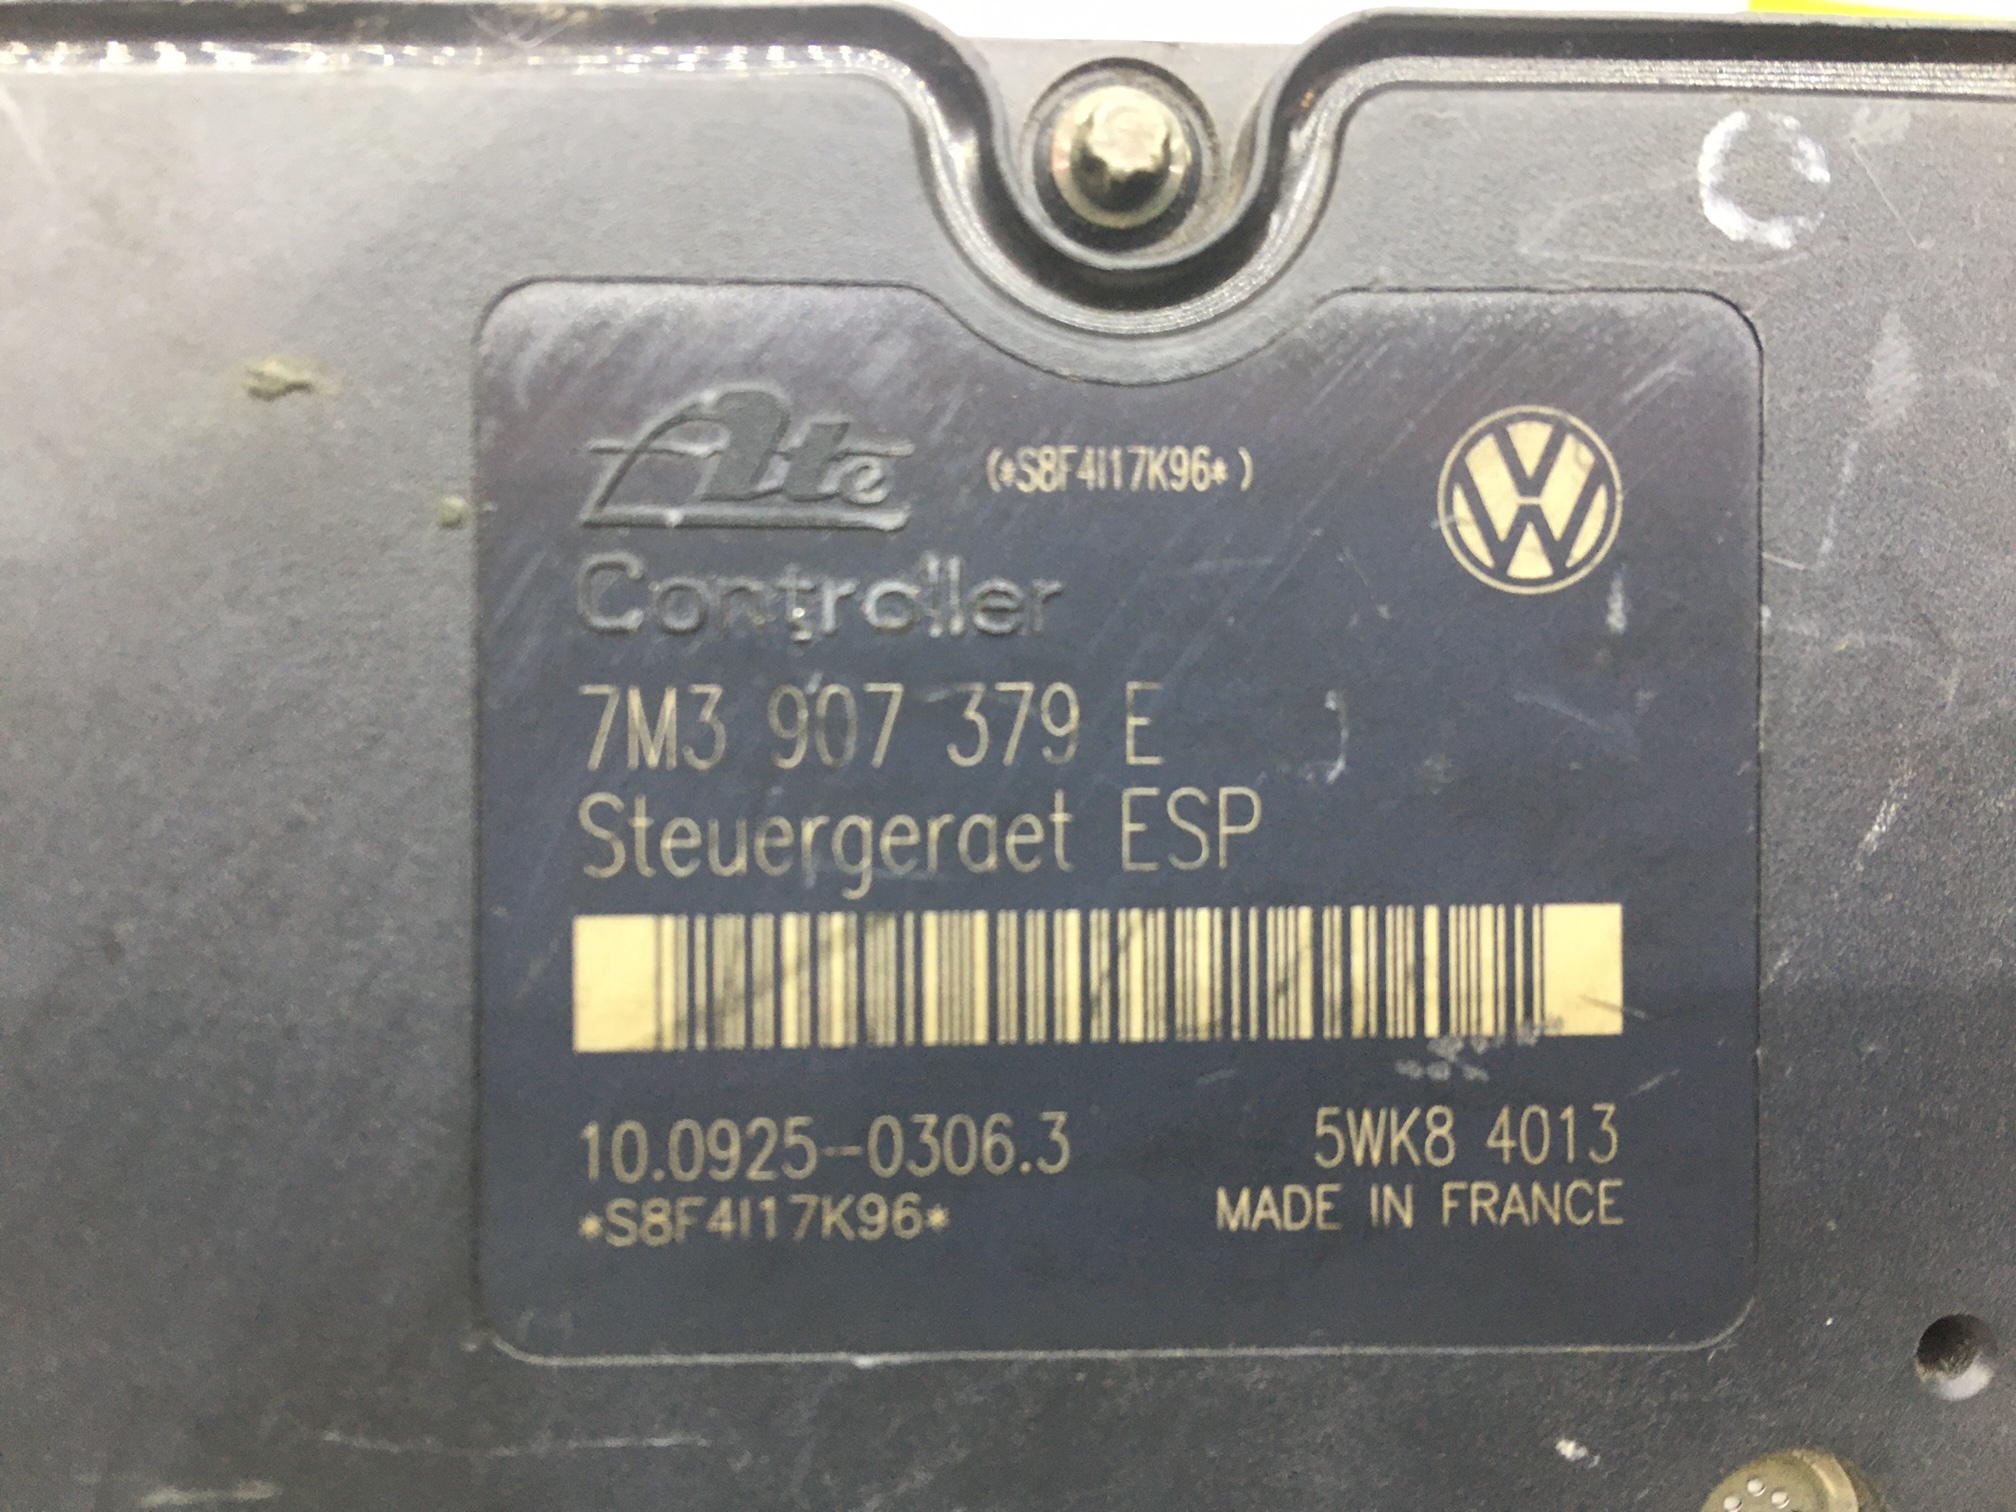 Ate (*S8F4I17K96*)
Controller
7M3 907 379 E
Steuergeraet ESP
10.0925-0306.3 5WK8 4013
*S8F4I17K96* MADE IN FRANCE